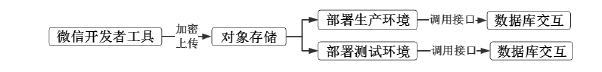 部署生产环境
调用接口
数据库交互
微信开发者工具
加密
上传
对象存储
部署测试环境
调用接口
数据库交互